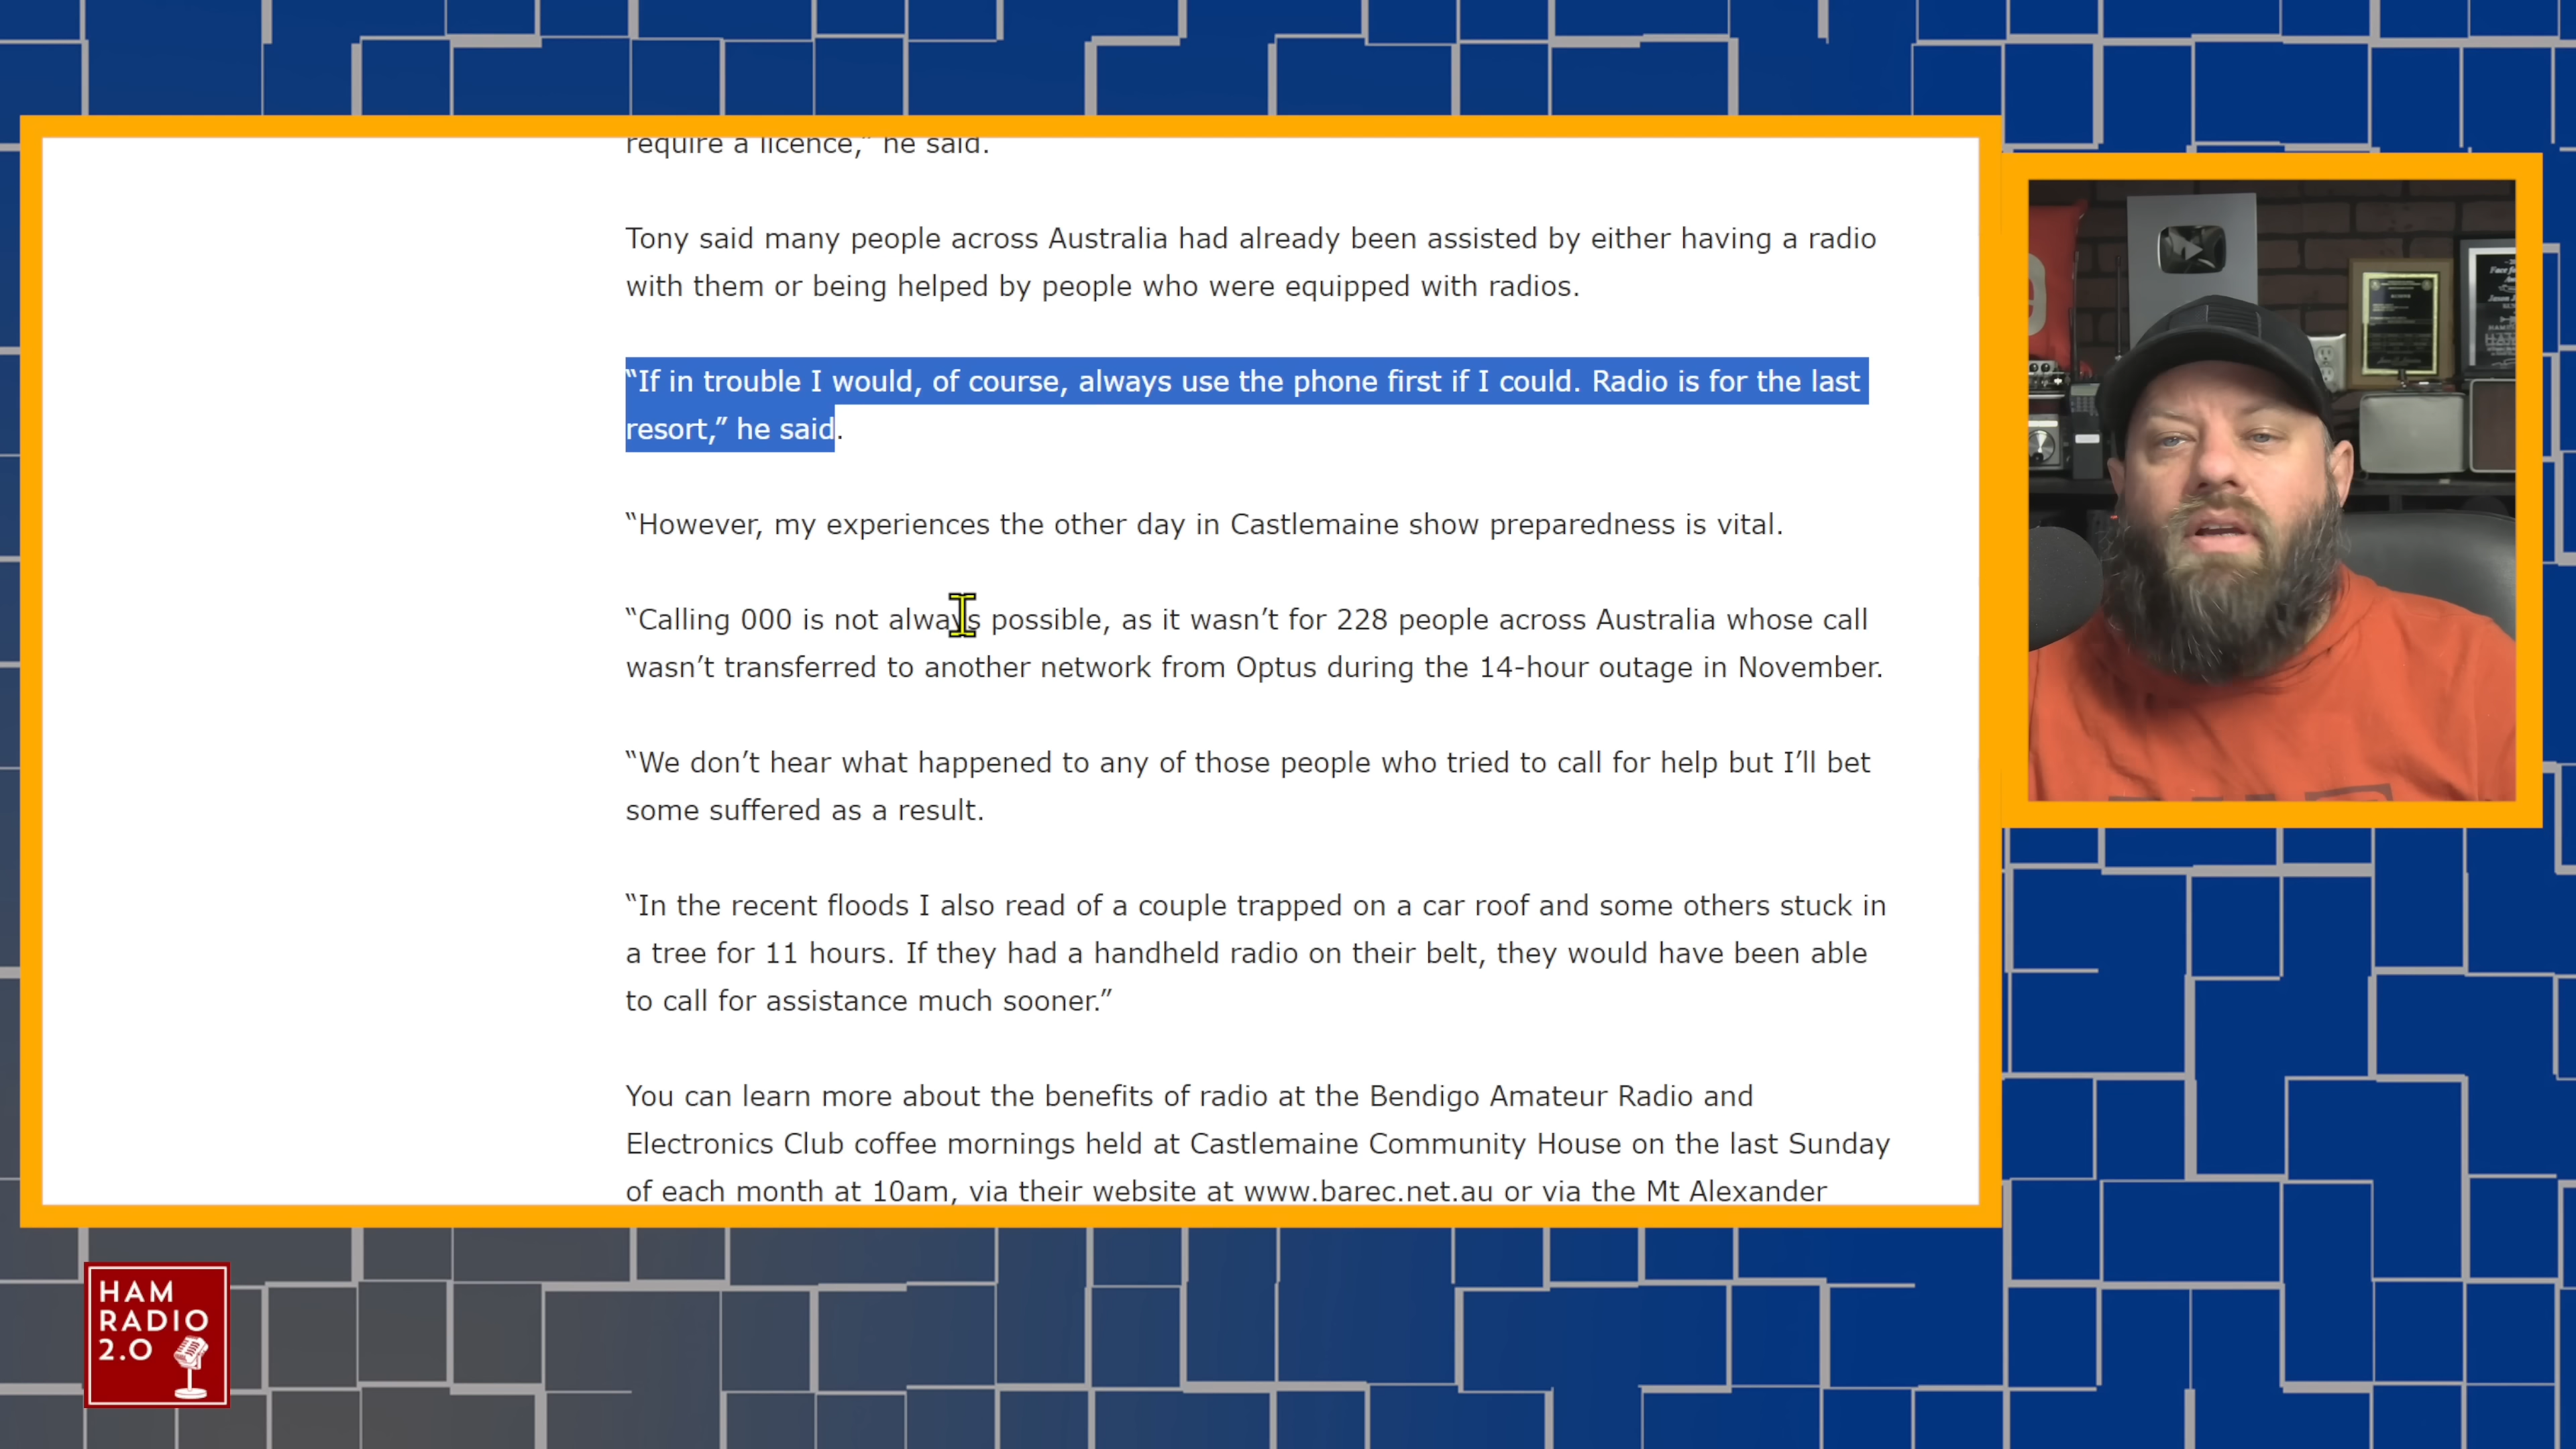 require a licence,” he said.
Tony said many people across Australia had already been assisted by either having a radio
with them or being helped by people who were equipped with radios.
“If in trouble I would, of course, always use the phone first if I could. Radio is for the last
resort,” he said.
“However, my experiences the other day in Castlemaine show preparedness is vital.
“Calling 000 is not always possible, as it wasn’t for 228 people across Australia whose call
wasn’t transferred to another network from Optus during the 14-hour outage in November.
“We don’t hear what happened to any of those people who tried to call for help but I’ll bet
some suffered as a result.
“In the recent floods I also read of a couple trapped on a car roof and some others stuck in
a tree for 11 hours. If they had a handheld radio on their belt, they would have been able
to call for assistance much sooner.”
You can learn more about the benefits of radio at the Bendigo Amateur Radio and
Electronics Club coffee mornings held at Castlemaine Community House on the last Sunday
of each month at 10am, via their website at www.barec.net.au or via the Mt Alexander
HAM
RADIO
2.0